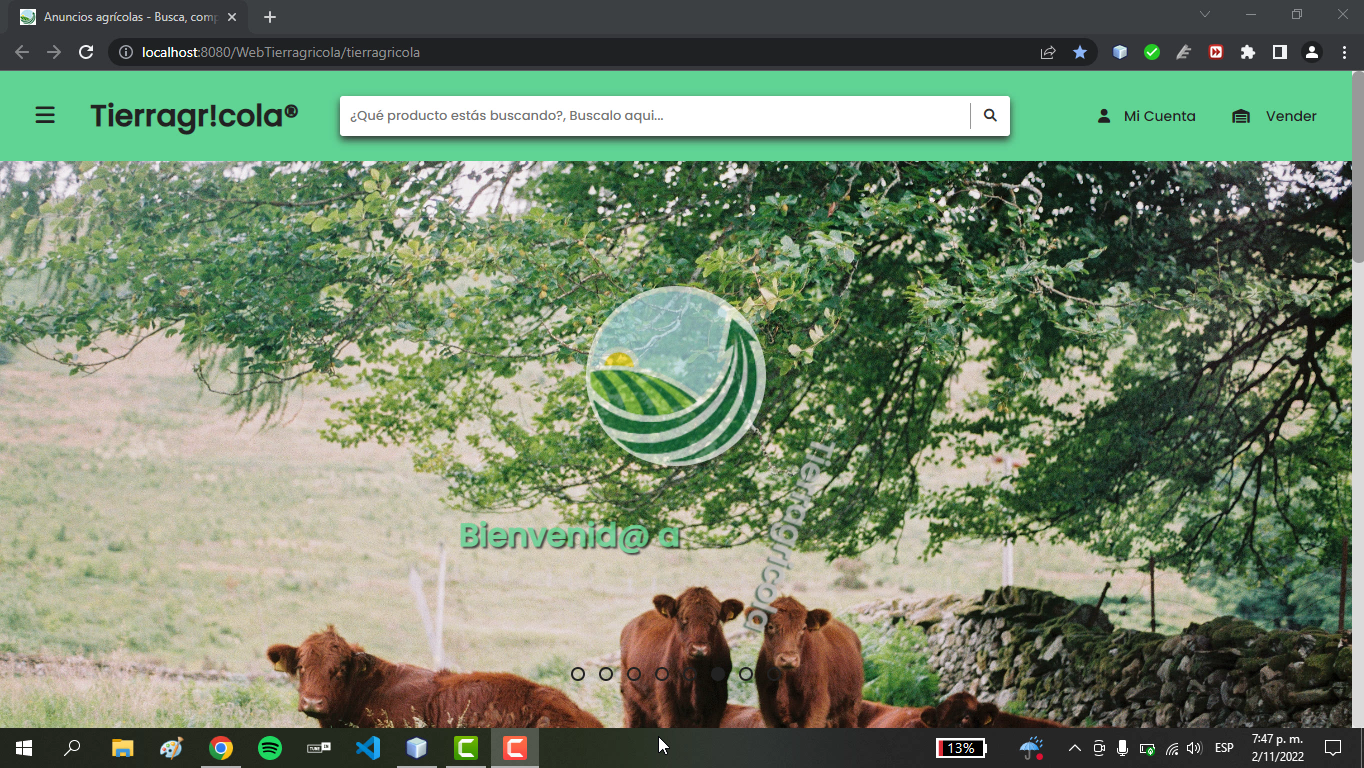 Anuncios agrícolas - Busca, comp
localhost:8080/WebTierragricola/tierragricola
Tierragr!cola®
¿Qué producto estás buscando?, Buscalo aqui...
Mi Cuenta
Vender
Bienvenid@ a
tierragricola
13%
ESP
7:47 p. m.
2/11/2022